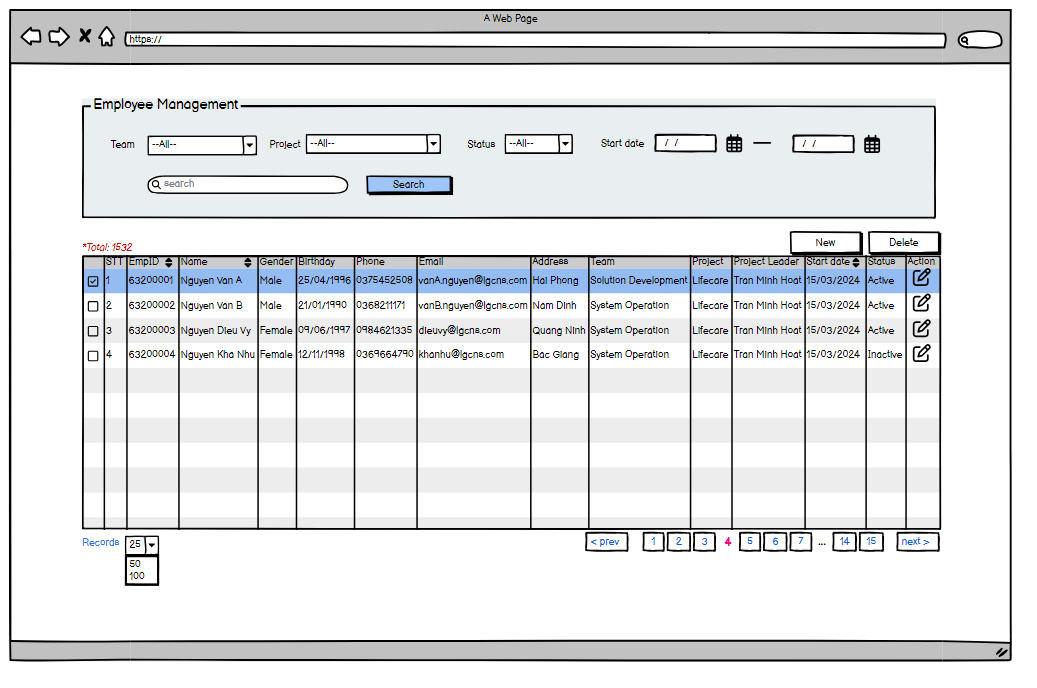 A Web Page
https://
Employee Management
Team --All-- Project --All-- Status --All-- Start date / / / /
search Search
*Total: 1532 New Delete
STT EmpID Name Gender Birthday Phone Email Address Team Project Project Leader Start date Status Action
1 63200001 Nguyen Van A Male 25/04/1996 0375452508 vanA.nguyen@lgcns.com Hai Phong Solution Development Lifecare Tran Minh Hoat 15/03/2024 Active
2 63200002 Nguyen Van B Male 21/01/1990 0368211171 vanB.nguyen@lgcns.com Nam Dinh System Operation Lifecare Tran Minh Hoat 15/03/2024 Active
3 63200003 Nguyen Dieu Vy Female 09/06/1997 0984621335 dieuvy@lgcns.com Quang Ninh System Operation Lifecare Tran Minh Hoat 15/03/2024 Active
4 63200004 Nguyen Kha Nhu Female 12/11/1998 0369664790 khanhu@lgcns.com Bac Giang System Operation Lifecare Tran Minh Hoat 15/03/2024 Inactive
Records 25 < prev 1 2 3 4 5 6 7 ... 14 15 next >
50
100